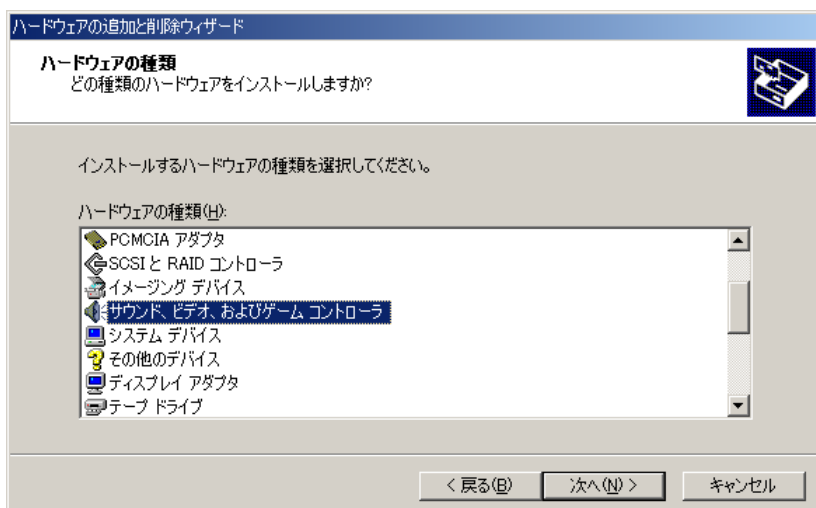 ハードウェアの追加と削除ウィザード
ハードウェアの種類
どの種類のハードウェアをインストールしますか?
インストールするハードウェアの種類を選択してください。
ハードウェアの種類(H):
PCMCIA アダプタ
SCSI と RAID コントローラ
イメージング デバイス
サウンド、ビデオ、およびゲーム コントローラ
システム デバイス
その他のデバイス
ディスプレイ アダプタ
テープ ドライブ
< 戻る(B) 次へ(N) > キャンセル